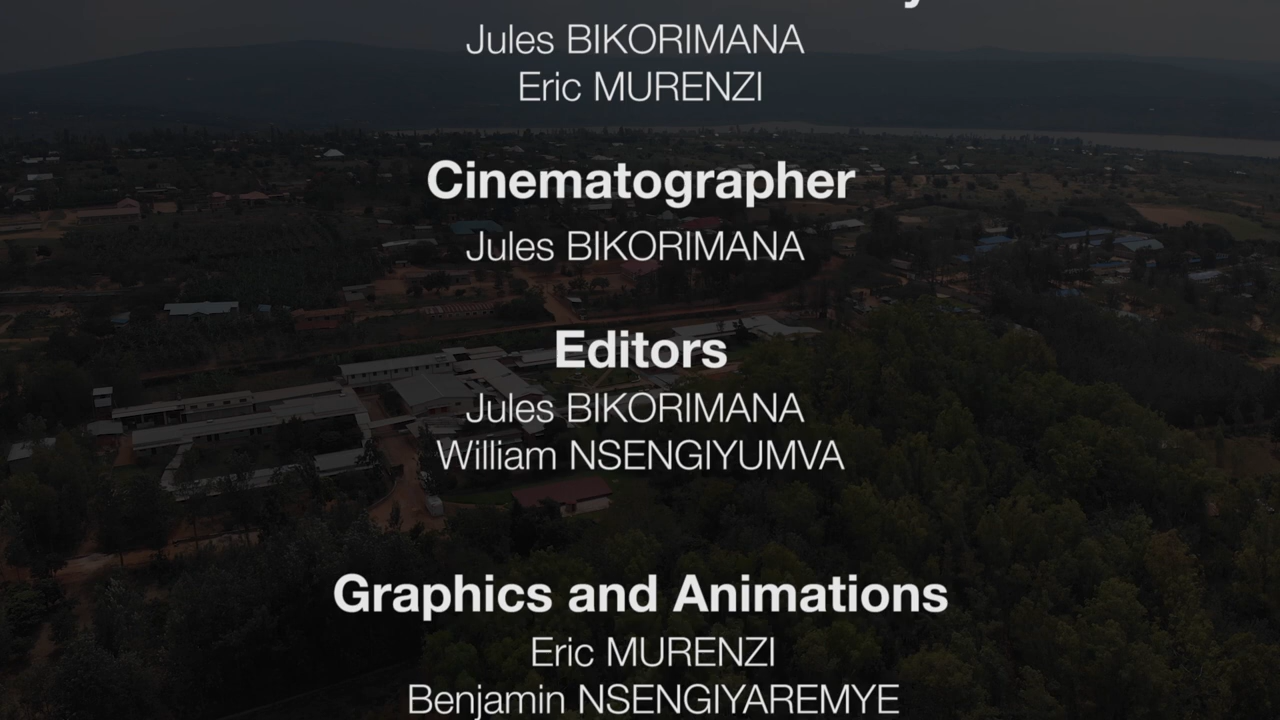 Jules BIKORIMANA
Eric MURENZI
Cinematographer
Jules BIKORIMANA
Editors
Jules BIKORIMANA
William NSENGIYUMVA
Graphics and Animations
Eric MURENZI
Benjamin NSENGIYAREMYE